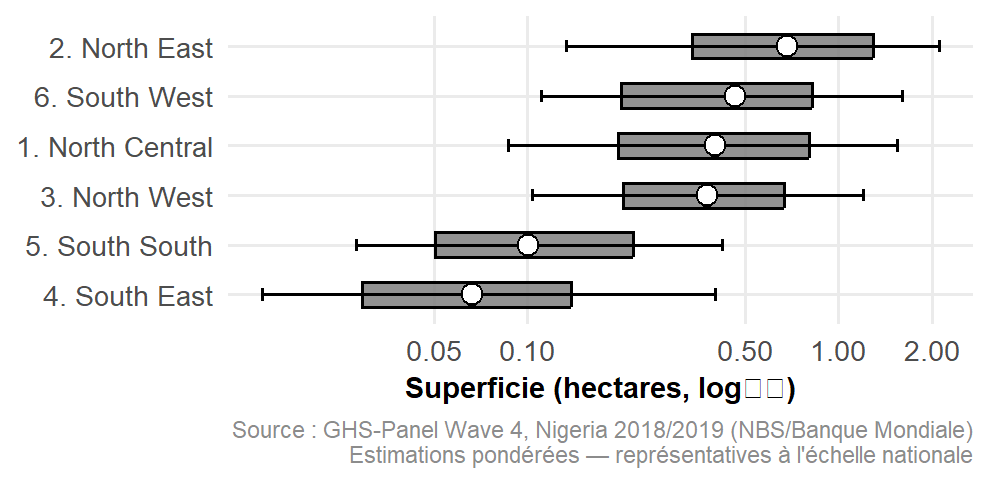 2. North East
6. South West
1. North Central
3. North West
5. South South
4. South East
0.05 0.10 0.50 1.00 2.00
Superficie (hectares, log□□)
Source : GHS-Panel Wave 4, Nigeria 2018/2019 (NBS/Banque Mondiale)
Estimations pondérées — représentatives à l'échelle nationale